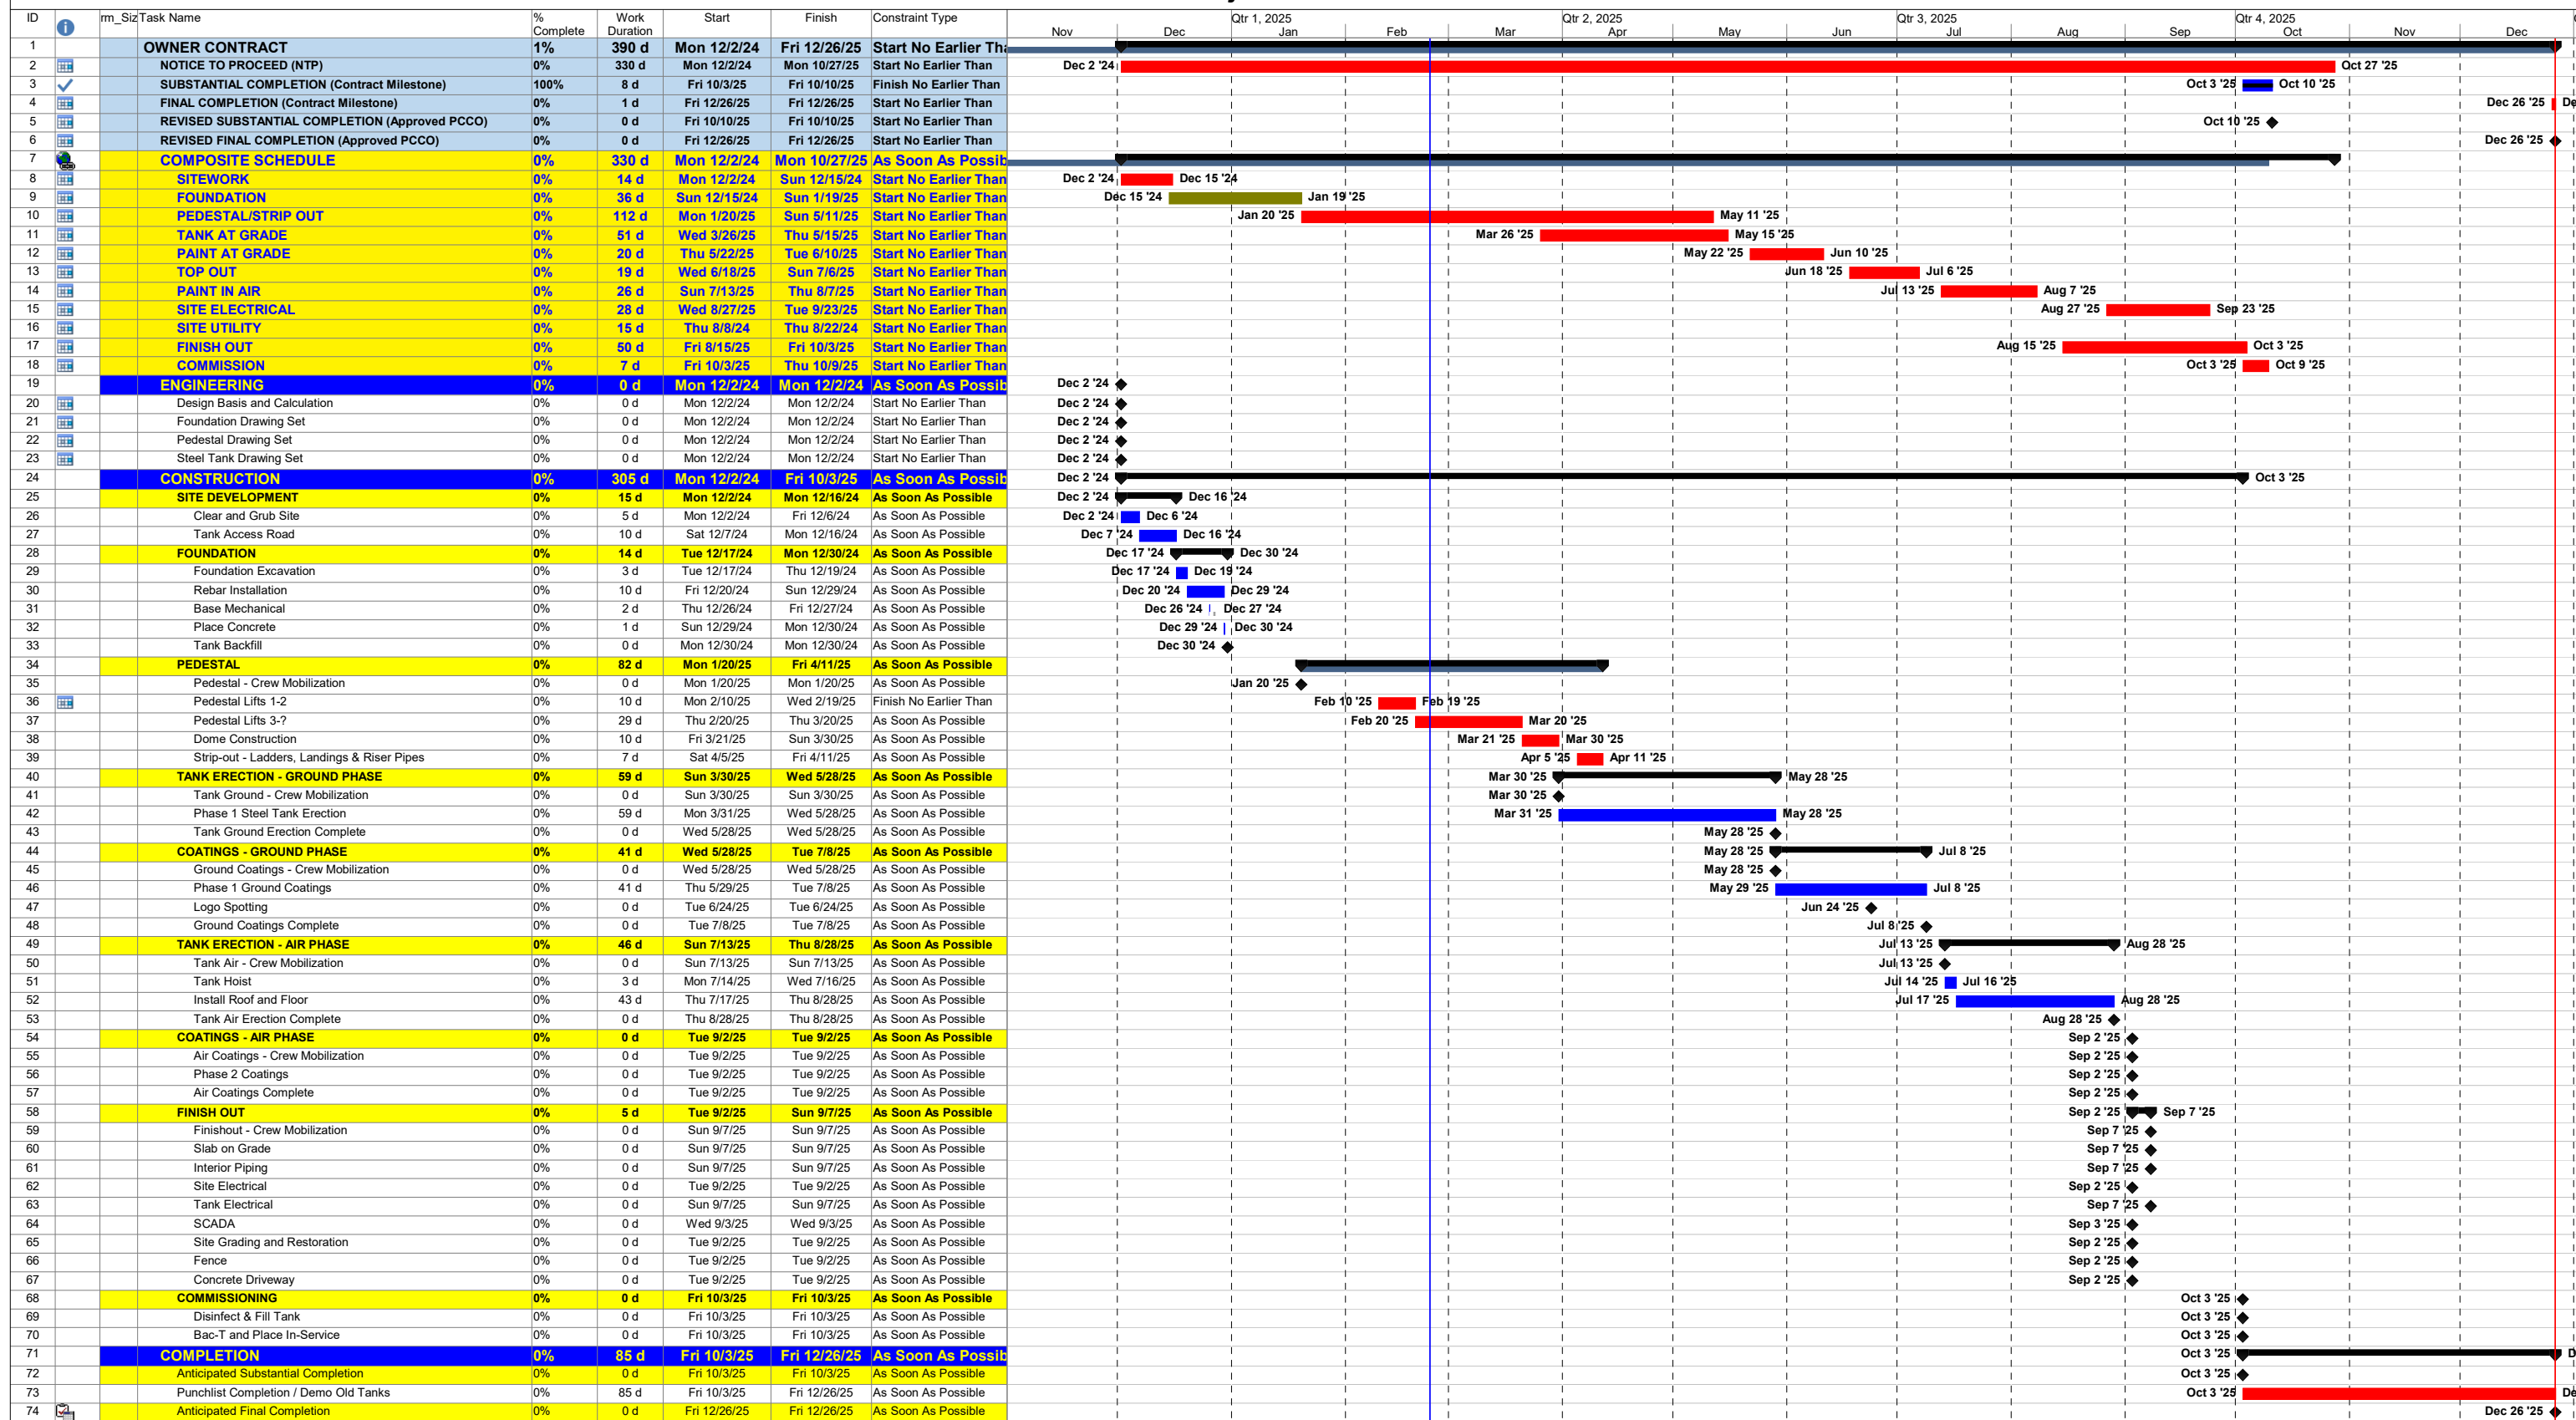 ID rm_Siz Task Name % Complete Work Duration Start Finish Constraint Type Qtr 1, 2025 Qtr 2, 2025 Qtr 3, 2025 Qtr 4, 2025
Nov Dec Jan Feb Mar Apr May Jun Jul Aug Sep Oct Nov Dec
1 OWNER CONTRACT 1% 390 d Mon 12/2/24 Fri 12/26/25 Start No Earlier Tha
2 NOTICE TO PROCEED (NTP) 0% 330 d Mon 12/2/24 Mon 10/27/25 Start No Earlier Than Dec 2 '24 Oct 27 '25
3 SUBSTANTIAL COMPLETION (Contract Milestone) 100% 8 d Fri 10/3/25 Fri 10/10/25 Finish No Earlier Than Oct 3 '25 Oct 10 '25
4 FINAL COMPLETION (Contract Milestone) 0% 1 d Fri 12/26/25 Fri 12/26/25 Start No Earlier Than Dec 26 '25 De
5 REVISED SUBSTANTIAL COMPLETION (Approved PCCO) 0% 0 d Fri 10/10/25 Fri 10/10/25 Start No Earlier Than Oct 10 '25
6 REVISED FINAL COMPLETION (Approved PCCO) 0% 0 d Fri 12/26/25 Fri 12/26/25 Start No Earlier Than Dec 26 '25
7 COMPOSITE SCHEDULE 0% 330 d Mon 12/2/24 Mon 10/27/25 As Soon As Possib
8 SITEWORK 0% 14 d Mon 12/2/24 Sun 12/15/24 Start No Earlier Than Dec 2 '24 Dec 15 '24
9 FOUNDATION 0% 36 d Sun 12/15/24 Sun 1/19/25 Start No Earlier Than Dec 15 '24 Jan 19 '25
10 PEDESTAL/STRIP OUT 0% 112 d Mon 1/20/25 Sun 5/11/25 Start No Earlier Than Jan 20 '25 May 11 '25
11 TANK AT GRADE 0% 51 d Wed 3/26/25 Thu 5/15/25 Start No Earlier Than Mar 26 '25 May 15 '25
12 PAINT AT GRADE 0% 20 d Thu 5/22/25 Tue 6/10/25 Start No Earlier Than May 22 '25 Jun 10 '25
13 TOP OUT 0% 19 d Wed 6/18/25 Sun 7/6/25 Start No Earlier Than Jun 18 '25 Jul 6 '25
14 PAINT IN AIR 0% 26 d Sun 7/13/25 Thu 8/7/25 Start No Earlier Than Jul 13 '25 Aug 7 '25
15 SITE ELECTRICAL 0% 28 d Wed 8/27/25 Tue 9/23/25 Start No Earlier Than Aug 27 '25 Sep 23 '25
16 SITE UTILITY 0% 15 d Thu 8/8/24 Thu 8/22/24 Start No Earlier Than
17 FINISH OUT 0% 50 d Fri 8/15/25 Fri 10/3/25 Start No Earlier Than Aug 15 '25 Oct 3 '25
18 COMMISSION 0% 7 d Fri 10/3/25 Thu 10/9/25 Start No Earlier Than Oct 3 '25 Oct 9 '25
19 ENGINEERING 0% 0 d Mon 12/2/24 Mon 12/2/24 As Soon As Possib Dec 2 '24
20 Design Basis and Calculation 0% 0 d Mon 12/2/24 Mon 12/2/24 Start No Earlier Than Dec 2 '24
21 Foundation Drawing Set 0% 0 d Mon 12/2/24 Mon 12/2/24 Start No Earlier Than Dec 2 '24
22 Pedestal Drawing Set 0% 0 d Mon 12/2/24 Mon 12/2/24 Start No Earlier Than Dec 2 '24
23 Steel Tank Drawing Set 0% 0 d Mon 12/2/24 Mon 12/2/24 Start No Earlier Than Dec 2 '24
24 CONSTRUCTION 0% 305 d Mon 12/2/24 Fri 10/3/25 As Soon As Possib Dec 2 '24 Oct 3 '25
25 SITE DEVELOPMENT 0% 15 d Mon 12/2/24 Mon 12/16/24 As Soon As Possible Dec 2 '24 Dec 16 '24
26 Clear and Grub Site 0% 5 d Mon 12/2/24 Fri 12/6/24 As Soon As Possible Dec 2 '24 Dec 6 '24
27 Tank Access Road 0% 10 d Sat 12/7/24 Mon 12/16/24 As Soon As Possible Dec 7 '24 Dec 16 '24
28 FOUNDATION 0% 14 d Tue 12/17/24 Mon 12/30/24 As Soon As Possible Dec 17 '24 Dec 30 '24
29 Foundation Excavation 0% 3 d Tue 12/17/24 Thu 12/19/24 As Soon As Possible Dec 17 '24 Dec 19 '24
30 Rebar Installation 0% 10 d Fri 12/20/24 Sun 12/29/24 As Soon As Possible Dec 20 '24 Dec 29 '24
31 Base Mechanical 0% 2 d Thu 12/26/24 Fri 12/27/24 As Soon As Possible Dec 26 '24 Dec 27 '24
32 Place Concrete 0% 1 d Sun 12/29/24 Mon 12/30/24 As Soon As Possible Dec 29 '24 Dec 30 '24
33 Tank Backfill 0% 0 d Mon 12/30/24 Mon 12/30/24 As Soon As Possible Dec 30 '24
34 PEDESTAL 0% 82 d Mon 1/20/25 Fri 4/11/25 As Soon As Possible
35 Pedestal - Crew Mobilization 0% 0 d Mon 1/20/25 Mon 1/20/25 As Soon As Possible Jan 20 '25
36 Pedestal Lifts 1-2 0% 10 d Mon 2/10/25 Wed 2/19/25 Finish No Earlier Than Feb 10 '25 Feb 19 '25
37 Pedestal Lifts 3-? 0% 29 d Thu 2/20/25 Thu 3/20/25 As Soon As Possible Feb 20 '25 Mar 20 '25
38 Dome Construction 0% 10 d Fri 3/21/25 Sun 3/30/25 As Soon As Possible Mar 21 '25 Mar 30 '25
39 Strip-out - Ladders, Landings & Riser Pipes 0% 7 d Sat 4/5/25 Fri 4/11/25 As Soon As Possible Apr 5 '25 Apr 11 '25
40 TANK ERECTION - GROUND PHASE 0% 59 d Sun 3/30/25 Wed 5/28/25 As Soon As Possible Mar 30 '25 May 28 '25
41 Tank Ground - Crew Mobilization 0% 0 d Sun 3/30/25 Sun 3/30/25 As Soon As Possible Mar 30 '25
42 Phase 1 Steel Tank Erection 0% 59 d Mon 3/31/25 Wed 5/28/25 As Soon As Possible Mar 31 '25 May 28 '25
43 Tank Ground Erection Complete 0% 0 d Wed 5/28/25 Wed 5/28/25 As Soon As Possible May 28 '25
44 COATINGS - GROUND PHASE 0% 41 d Wed 5/28/25 Tue 7/8/25 As Soon As Possible May 28 '25 Jul 8 '25
45 Ground Coatings - Crew Mobilization 0% 0 d Wed 5/28/25 Wed 5/28/25 As Soon As Possible May 28 '25
46 Phase 1 Ground Coatings 0% 41 d Thu 5/29/25 Tue 7/8/25 As Soon As Possible May 29 '25 Jul 8 '25
47 Logo Spotting 0% 0 d Tue 6/24/25 Tue 6/24/25 As Soon As Possible Jun 24 '25
48 Ground Coatings Complete 0% 0 d Tue 7/8/25 Tue 7/8/25 As Soon As Possible Jul 8 '25
49 TANK ERECTION - AIR PHASE 0% 46 d Sun 7/13/25 Thu 8/28/25 As Soon As Possible Jul 13 '25 Aug 28 '25
50 Tank Air - Crew Mobilization 0% 0 d Sun 7/13/25 Sun 7/13/25 As Soon As Possible Jul 13 '25
51 Tank Hoist 0% 3 d Mon 7/14/25 Wed 7/16/25 As Soon As Possible Jul 14 '25 Jul 16 '25
52 Install Roof and Floor 0% 43 d Thu 7/17/25 Thu 8/28/25 As Soon As Possible Jul 17 '25 Aug 28 '25
53 Tank Air Erection Complete 0% 0 d Thu 8/28/25 Thu 8/28/25 As Soon As Possible Aug 28 '25
54 COATINGS - AIR PHASE 0% 0 d Tue 9/2/25 Tue 9/2/25 As Soon As Possible Sep 2 '25
55 Air Coatings - Crew Mobilization 0% 0 d Tue 9/2/25 Tue 9/2/25 As Soon As Possible Sep 2 '25
56 Phase 2 Coatings 0% 0 d Tue 9/2/25 Tue 9/2/25 As Soon As Possible Sep 2 '25
57 Air Coatings Complete 0% 0 d Tue 9/2/25 Tue 9/2/25 As Soon As Possible Sep 2 '25
58 FINISH OUT 0% 5 d Tue 9/2/25 Sun 9/7/25 As Soon As Possible Sep 2 '25 Sep 7 '25
59 Finishout - Crew Mobilization 0% 0 d Sun 9/7/25 Sun 9/7/25 As Soon As Possible Sep 7 '25
60 Slab on Grade 0% 0 d Sun 9/7/25 Sun 9/7/25 As Soon As Possible Sep 7 '25
61 Interior Piping 0% 0 d Sun 9/7/25 Sun 9/7/25 As Soon As Possible Sep 7 '25
62 Site Electrical 0% 0 d Tue 9/2/25 Tue 9/2/25 As Soon As Possible Sep 2 '25
63 Tank Electrical 0% 0 d Sun 9/7/25 Sun 9/7/25 As Soon As Possible Sep 7 '25
64 SCADA 0% 0 d Wed 9/3/25 Wed 9/3/25 As Soon As Possible Sep 3 '25
65 Site Grading and Restoration 0% 0 d Tue 9/2/25 Tue 9/2/25 As Soon As Possible Sep 2 '25
66 Fence 0% 0 d Tue 9/2/25 Tue 9/2/25 As Soon As Possible Sep 2 '25
67 Concrete Driveway 0% 0 d Tue 9/2/25 Tue 9/2/25 As Soon As Possible Sep 2 '25
68 COMMISSIONING 0% 0 d Fri 10/3/25 Fri 10/3/25 As Soon As Possible Oct 3 '25
69 Disinfect & Fill Tank 0% 0 d Fri 10/3/25 Fri 10/3/25 As Soon As Possible Oct 3 '25
70 Bac-T and Place In-Service 0% 0 d Fri 10/3/25 Fri 10/3/25 As Soon As Possible Oct 3 '25
71 COMPLETION 0% 85 d Fri 10/3/25 Fri 12/26/25 As Soon As Possib Oct 3 '25 D
72 Anticipated Substantial Completion 0% 0 d Fri 10/3/25 Fri 10/3/25 As Soon As Possible Oct 3 '25
73 Punchlist Completion / Demo Old Tanks 0% 85 d Fri 10/3/25 Fri 12/26/25 As Soon As Possible Oct 3 '25 De
74 Anticipated Final Completion 0% 0 d Fri 12/26/25 Fri 12/26/25 As Soon As Possible Dec 26 '25